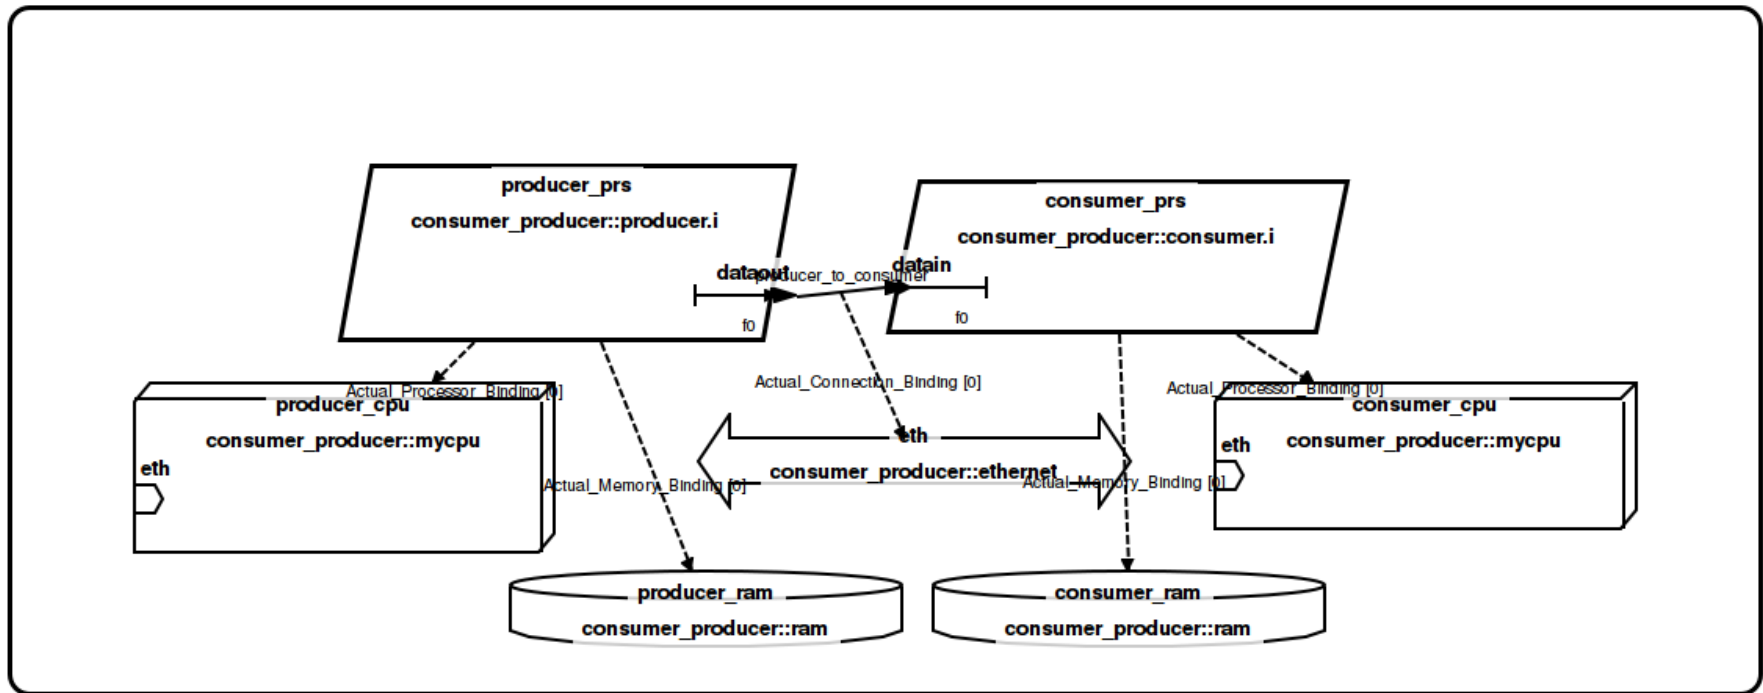 producer_prs
consumer_producer::producer.i
consumer_prs
consumer_producer::consumer.i
dataout
producer_to_consumer
datain
f0
f0
Actual_Processor_Binding [0]
Actual_Connection_Binding [0]
Actual_Processor_Binding [0]
producer_cpu
consumer_producer::mycpu
eth
eth
consumer_producer::ethernet
consumer_cpu
consumer_producer::mycpu
eth
Actual_Memory_Binding [0]
Actual_Memory_Binding [0]
producer_ram
consumer_producer::ram
consumer_ram
consumer_producer::ram